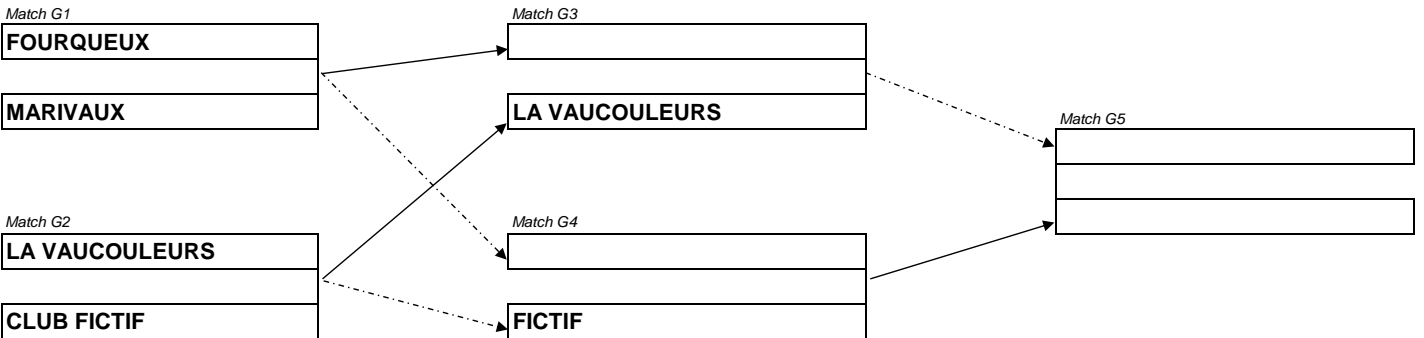 Match G1
FOURQUEUX
MARIVAUX
Match G2
LA VAUCOULEURS
CLUB FICTIF
Match G3
LA VAUCOULEURS
Match G4
FICTIF
Match G5